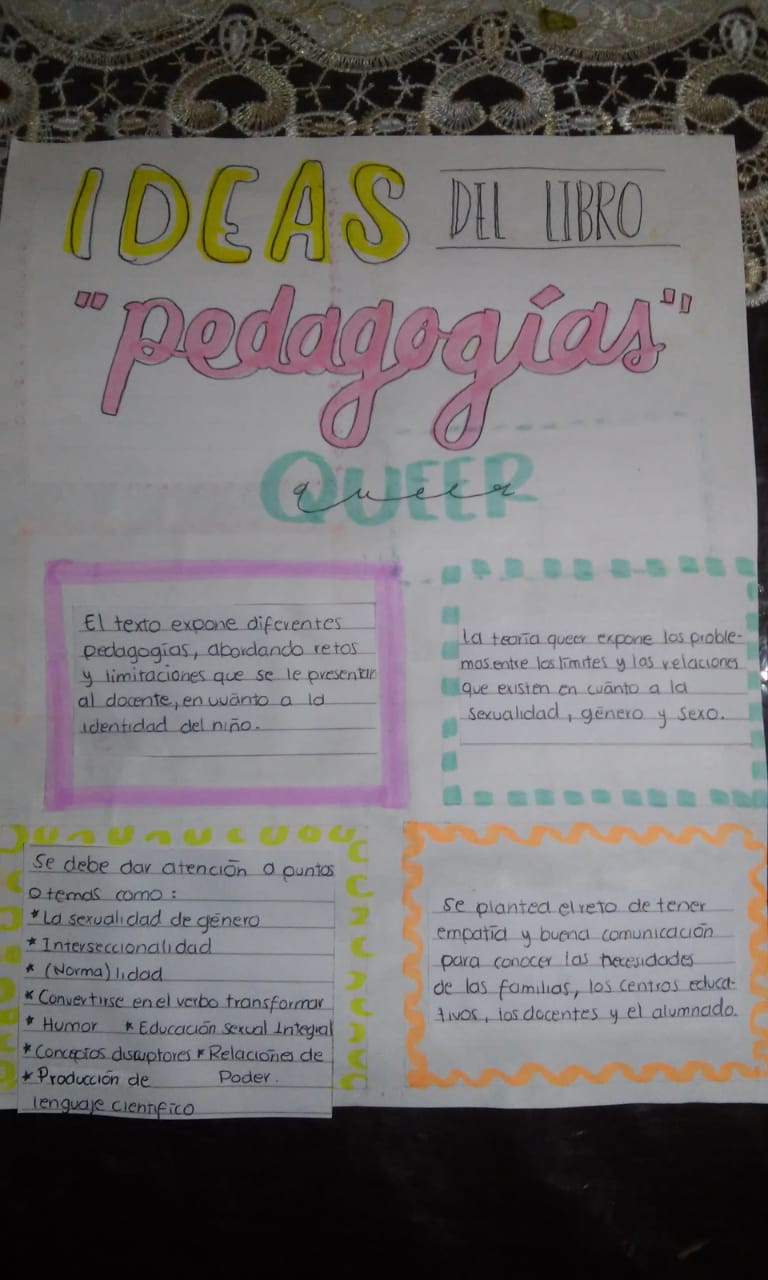 IDEAS DEL LIBRO
"pedagogías"
QUEER
queer
El texto expone diferentes
pedagogías, abordando retos
y limitaciones que se le presentan
al docente, en cuánto a la
identidad del niño.
la teoría queer expone los proble-
mas entre los límites y las relaciones
que existen en cuánto a la
sexualidad, género y sexo.
se debe dar atención a puntos
o temas como:
* La sexualidad de género
* Interseccionalidad
* (Norma)lidad
* Convertirse en el verbo transformar
* Humor * Educación sexual Integral
* Conceptos disruptores * Relaciones de
* Producción de Poder.
lenguaje científico
se plantea el reto de tener
empatía y buena comunicación
para conocer las necesidades
de las familias, los centros educa-
tivos, los docentes y el alumnado.